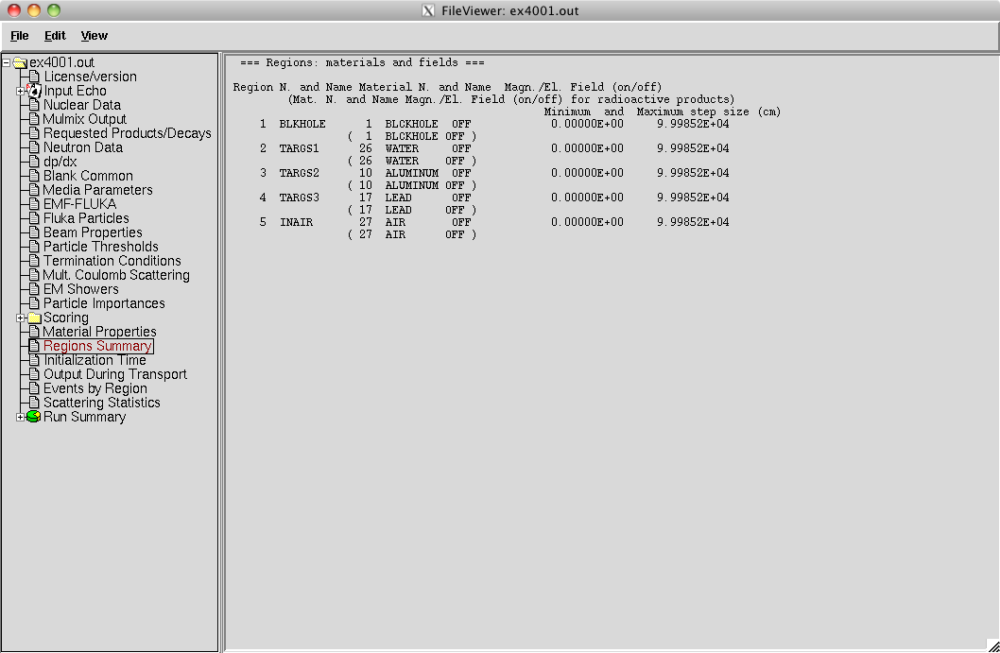 FileViewer: ex4001.out
File Edit View
ex4001.out
License/version
Input Echo
Nuclear Data
Mulmix Output
Requested Products/Decays
Neutron Data
dp/dx
Blank Common
Media Parameters
EMF-FLUKA
Fluka Particles
Beam Properties
Particle Thresholds
Termination Conditions
Mult. Coulomb Scattering
EM Showers
Particle Importances
Scoring
Material Properties
Regions Summary
Initialization Time
Output During Transport
Events by Region
Scattering Statistics
Run Summary
=== Regions: materials and fields ===
Region N. and Name Material N. and Name Magn./El. Field (on/off)
(Mat. N. and Name Magn./El. Field (on/off) for radioactive products)
Minimum and Maximum step size (cm)
1 BLKHOLE 1 BLCKHOLE OFF 0.00000E+00 9.99852E+04
( 1 BLCKHOLE OFF )
2 TARGS1 26 WATER OFF 0.00000E+00 9.99852E+04
( 26 WATER OFF )
3 TARGS2 10 ALUMINUM OFF 0.00000E+00 9.99852E+04
( 10 ALUMINUM OFF )
4 TARGS3 17 LEAD OFF 0.00000E+00 9.99852E+04
( 17 LEAD OFF )
5 INAIR 27 AIR OFF 0.00000E+00 9.99852E+04
( 27 AIR OFF )